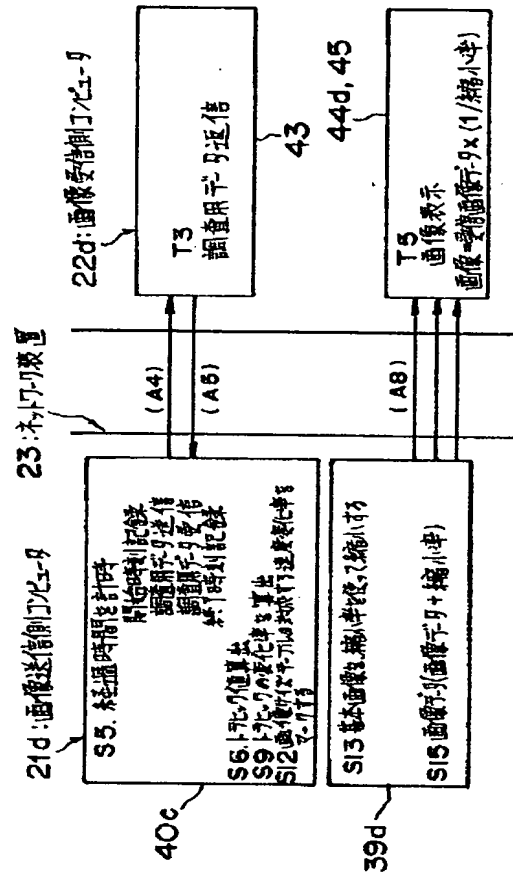 21d:画像送信側コンピュータ
23:ネットワーク装置
22d:画像受信側コンピュータ
S5.経過時間を計時
開始時刻記録
調査用データ送信
調査用データ受信
終了時刻記録
S6.トラヒック値算出
S9 トラヒックの変化率を算出
S12 画像サイズテーブルの対応する速度変化率を
マークする
40c
(A4)
(A5)
T3
調査用データ返信
43
S13 基本画像を縮小率を使って縮小する
S15 画像データ(画像データ+縮小率)
39d
(A8)
T5
画像表示
画像=受信画像データ×(1/縮小率)
44d, 45